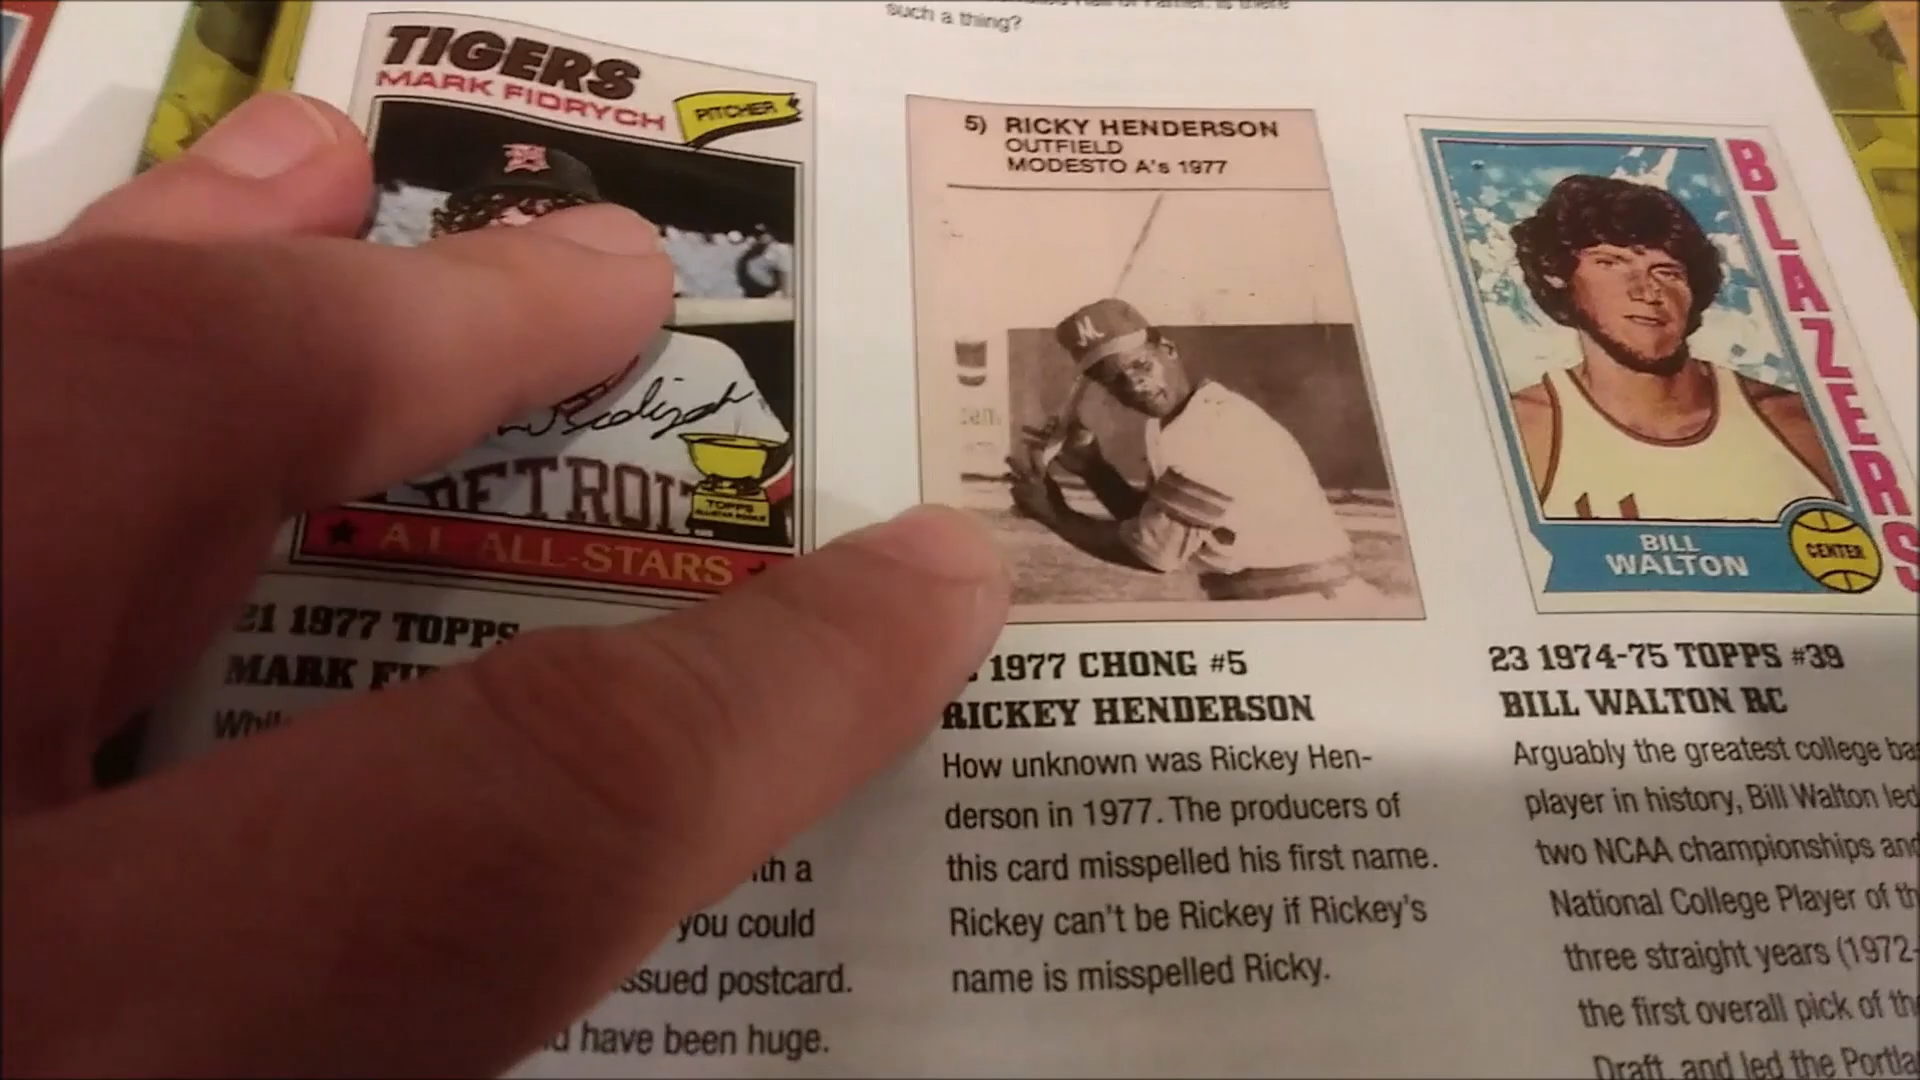 such a thing?
TIGERS
MARK FIDRYCH
PITCHER
DETROIT
TOPPS
A.L. ALL-STARS
21 1977 TOPPS
MARK
ith a
you could
ssued postcard.
have been huge.
5) RICKY HENDERSON
OUTFIELD
MODESTO A's 1977
M
1977 CHONG #5
RICKEY HENDERSON
How unknown was Rickey Hen-
derson in 1977. The producers of
this card misspelled his first name.
Rickey can't be Rickey if Rickey's
name is misspelled Ricky.
BLAZERS
BILL
WALTON
CENTER
23 1974-75 TOPPS #39
BILL WALTON RC
Arguably the greatest college
player in history, Bill Walton led
two NCAA championships and
National College Player of
three straight years (1972-
the first overall pick of
Draft, and led the